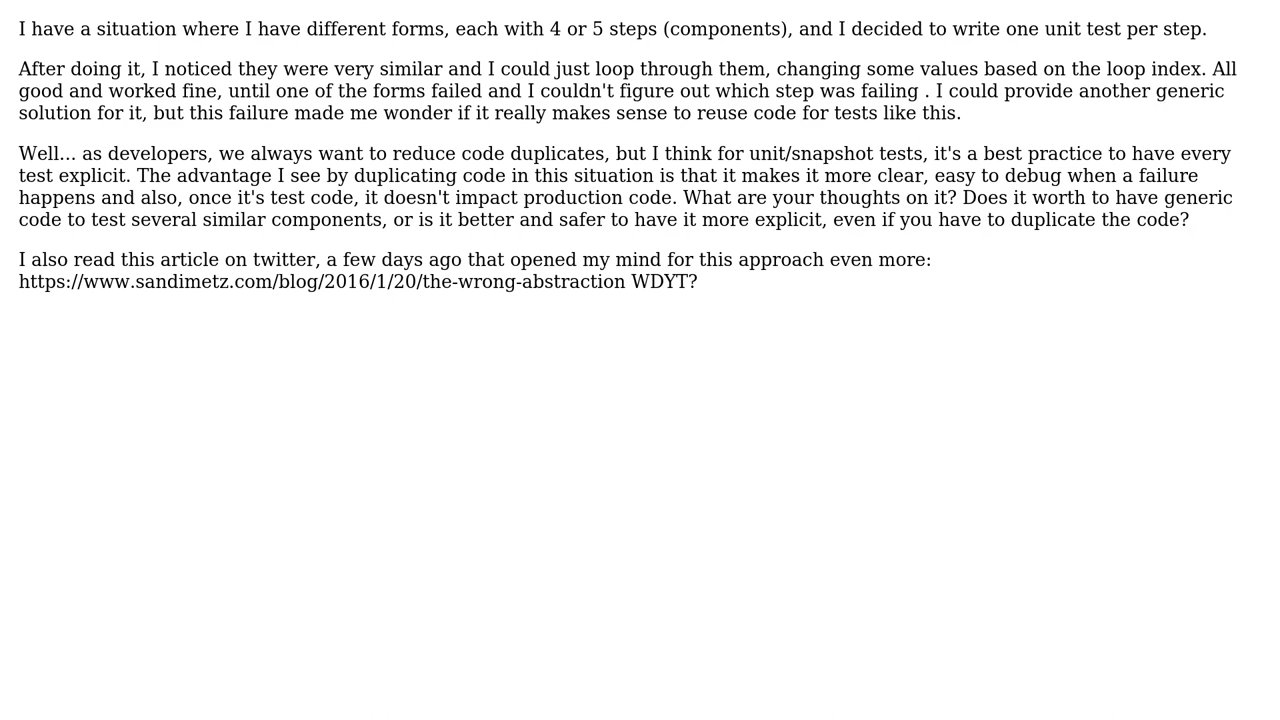 I have a situation where I have different forms, each with 4 or 5 steps (components), and I decided to write one unit test per step.
After doing it, I noticed they were very similar and I could just loop through them, changing some values based on the loop index. All
good and worked fine, until one of the forms failed and I couldn't figure out which step was failing . I could provide another generic
solution for it, but this failure made me wonder if it really makes sense to reuse code for tests like this.
Well... as developers, we always want to reduce code duplicates, but I think for unit/snapshot tests, it's a best practice to have every
test explicit. The advantage I see by duplicating code in this situation is that it makes it more clear, easy to debug when a failure
happens and also, once it's test code, it doesn't impact production code. What are your thoughts on it? Does it worth to have generic
code to test several similar components, or is it better and safer to have it more explicit, even if you have to duplicate the code?
I also read this article on twitter, a few days ago that opened my mind for this approach even more:
https://www.sandimetz.com/blog/2016/1/20/the-wrong-abstraction WDYT?